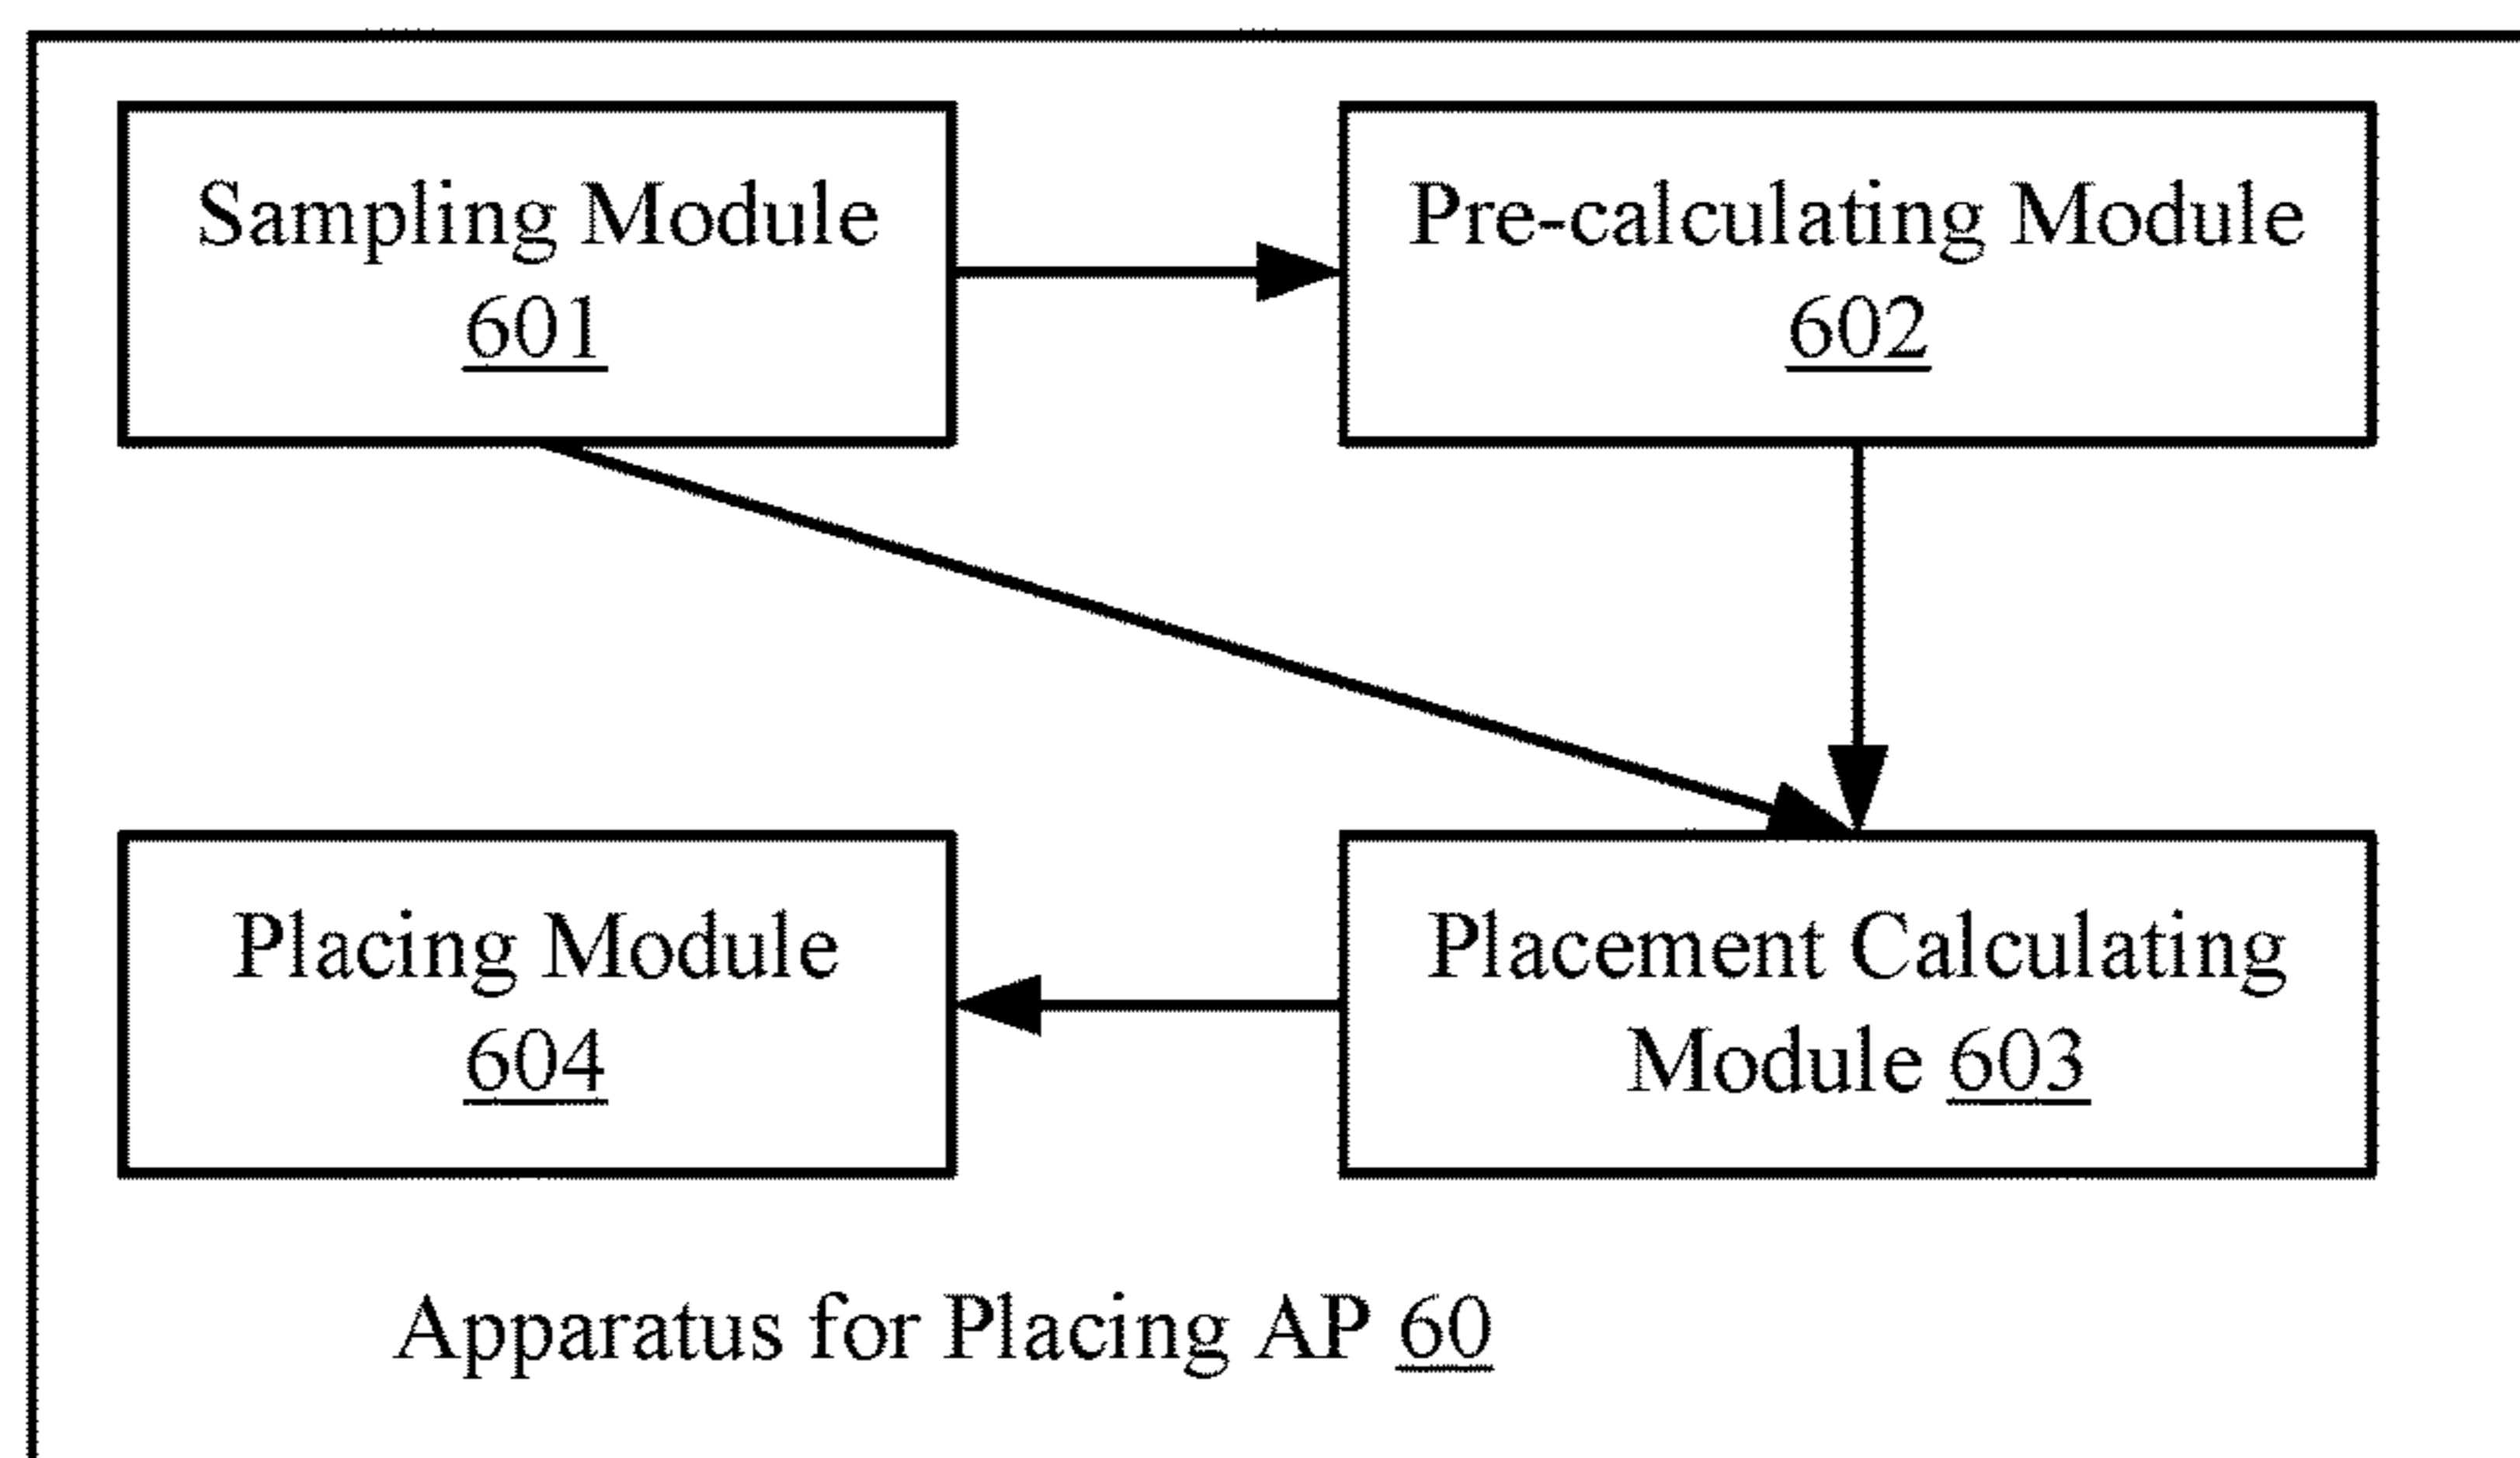 Sampling Module
601
Pre-calculating Module
602
Placing Module
604
Placement Calculating
Module 603
Apparatus for Placing AP 60